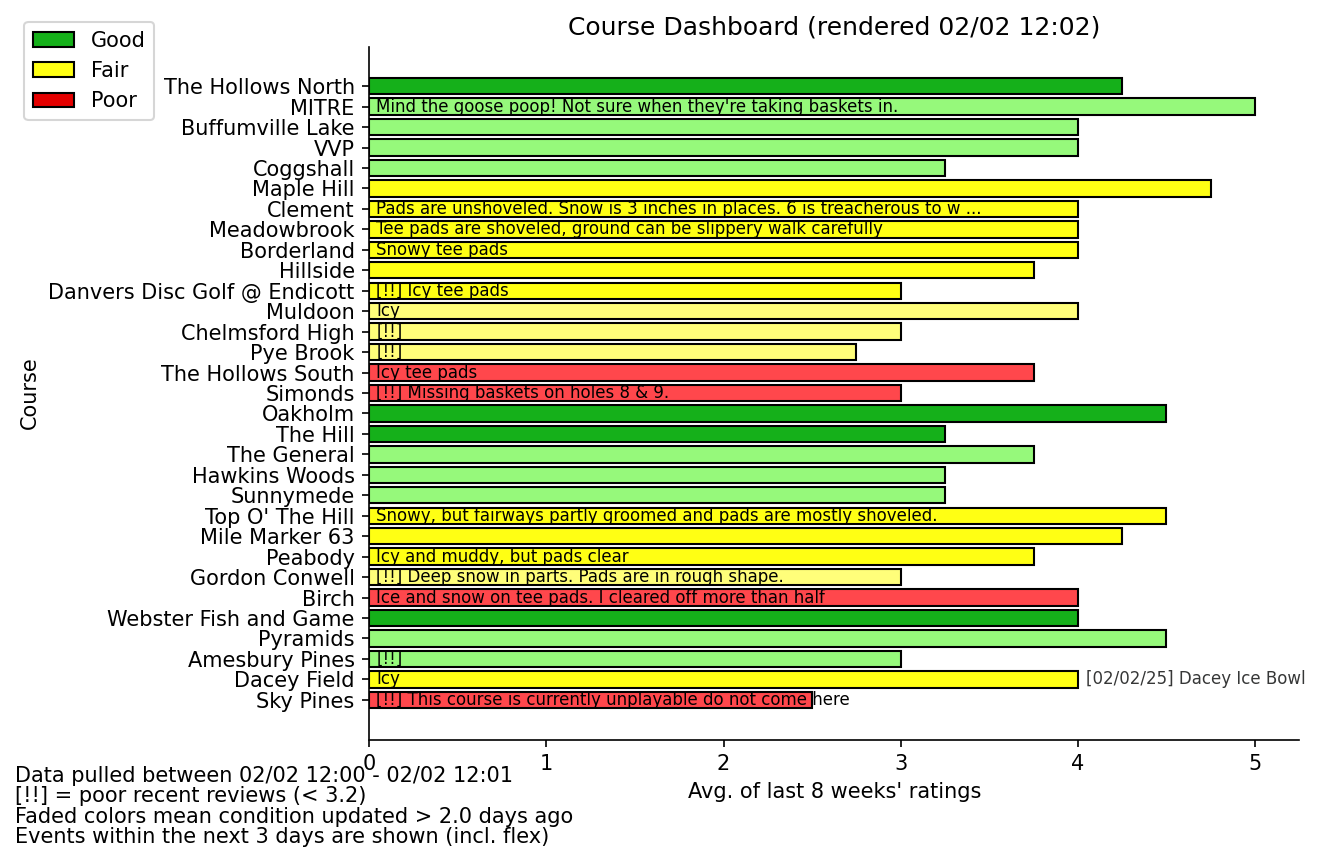 Course Dashboard (rendered 02/02 12:02)
Good
Fair
Poor
Course
The Hollows North
MITRE Mind the goose poop! Not sure when they're taking baskets in.
Buffumville Lake
VVP
Coggshall
Maple Hill
Clement Pads are unshoveled. Snow is 3 inches in places. 6 is treacherous to w ...
Meadowbrook Tee pads are shoveled, ground can be slippery walk carefully
Borderland Snowy tee pads
Hillside
Danvers Disc Golf @ Endicott [!!] Icy tee pads
Muldoon Icy
Chelmsford High [!!]
Pye Brook [!!]
The Hollows South Icy tee pads
Simonds [!!] Missing baskets on holes 8 & 9.
Oakholm
The Hill
The General
Hawkins Woods
Sunnymede
Top O' The Hill Snowy, but fairways partly groomed and pads are mostly shoveled.
Mile Marker 63
Peabody Icy and muddy, but pads clear
Gordon Conwell [!!] Deep snow in parts. Pads are in rough shape.
Birch Ice and snow on tee pads. I cleared off more than half
Webster Fish and Game
Pyramids
Amesbury Pines [!!]
Dacey Field Icy [02/02/25] Dacey Ice Bowl
Sky Pines [!!] This course is currently unplayable do not come here
0 1 2 3 4 5
Avg. of last 8 weeks' ratings
Data pulled between 02/02 12:00 - 02/02 12:01
[!!] = poor recent reviews (< 3.2)
Faded colors mean condition updated > 2.0 days ago
Events within the next 3 days are shown (incl. flex)